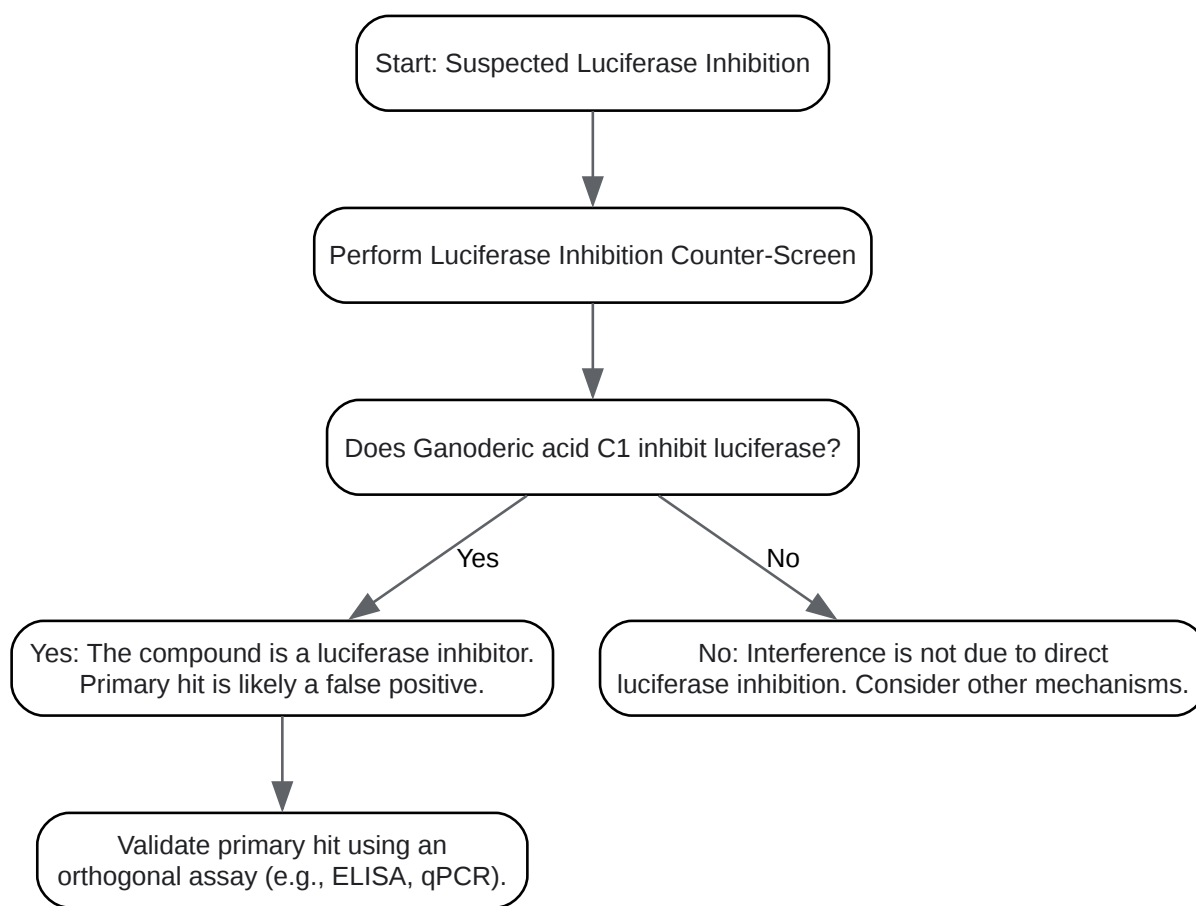 Start: Suspected Luciferase Inhibition
Perform Luciferase Inhibition Counter-Screen
Does Ganoderic acid C1 inhibit luciferase?
Yes
No
Yes: The compound is a luciferase inhibitor.
Primary hit is likely a false positive.
No: Interference is not due to direct
luciferase inhibition. Consider other mechanisms.
Validate primary hit using an
orthogonal assay (e.g., ELISA, qPCR).